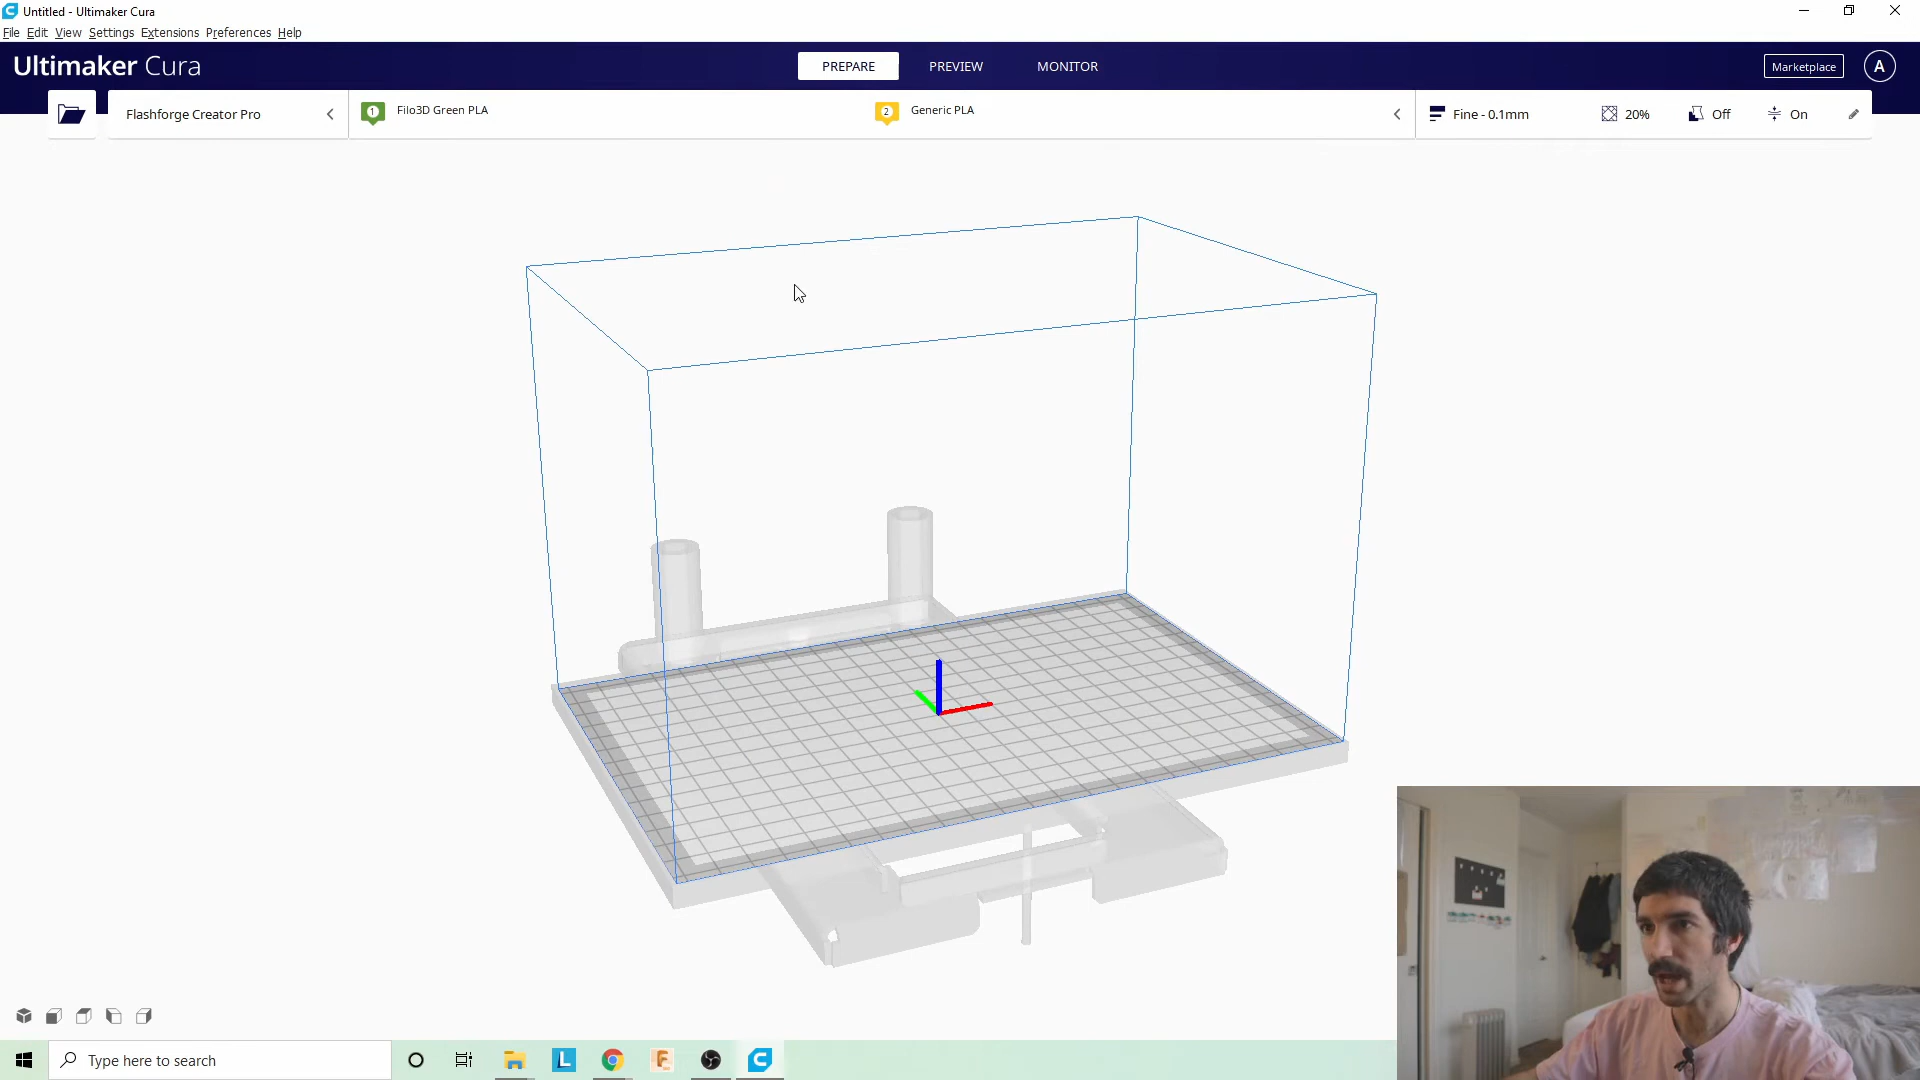 Untitled - Ultimaker Cura
File Edit View Settings Extensions Preferences Help
Ultimaker Cura
PREPARE
PREVIEW
MONITOR
Marketplace
A
Flashforge Creator Pro
1
Filo3D Green PLA
2
Generic PLA
Fine - 0.1mm
20%
Off
On
Type here to search